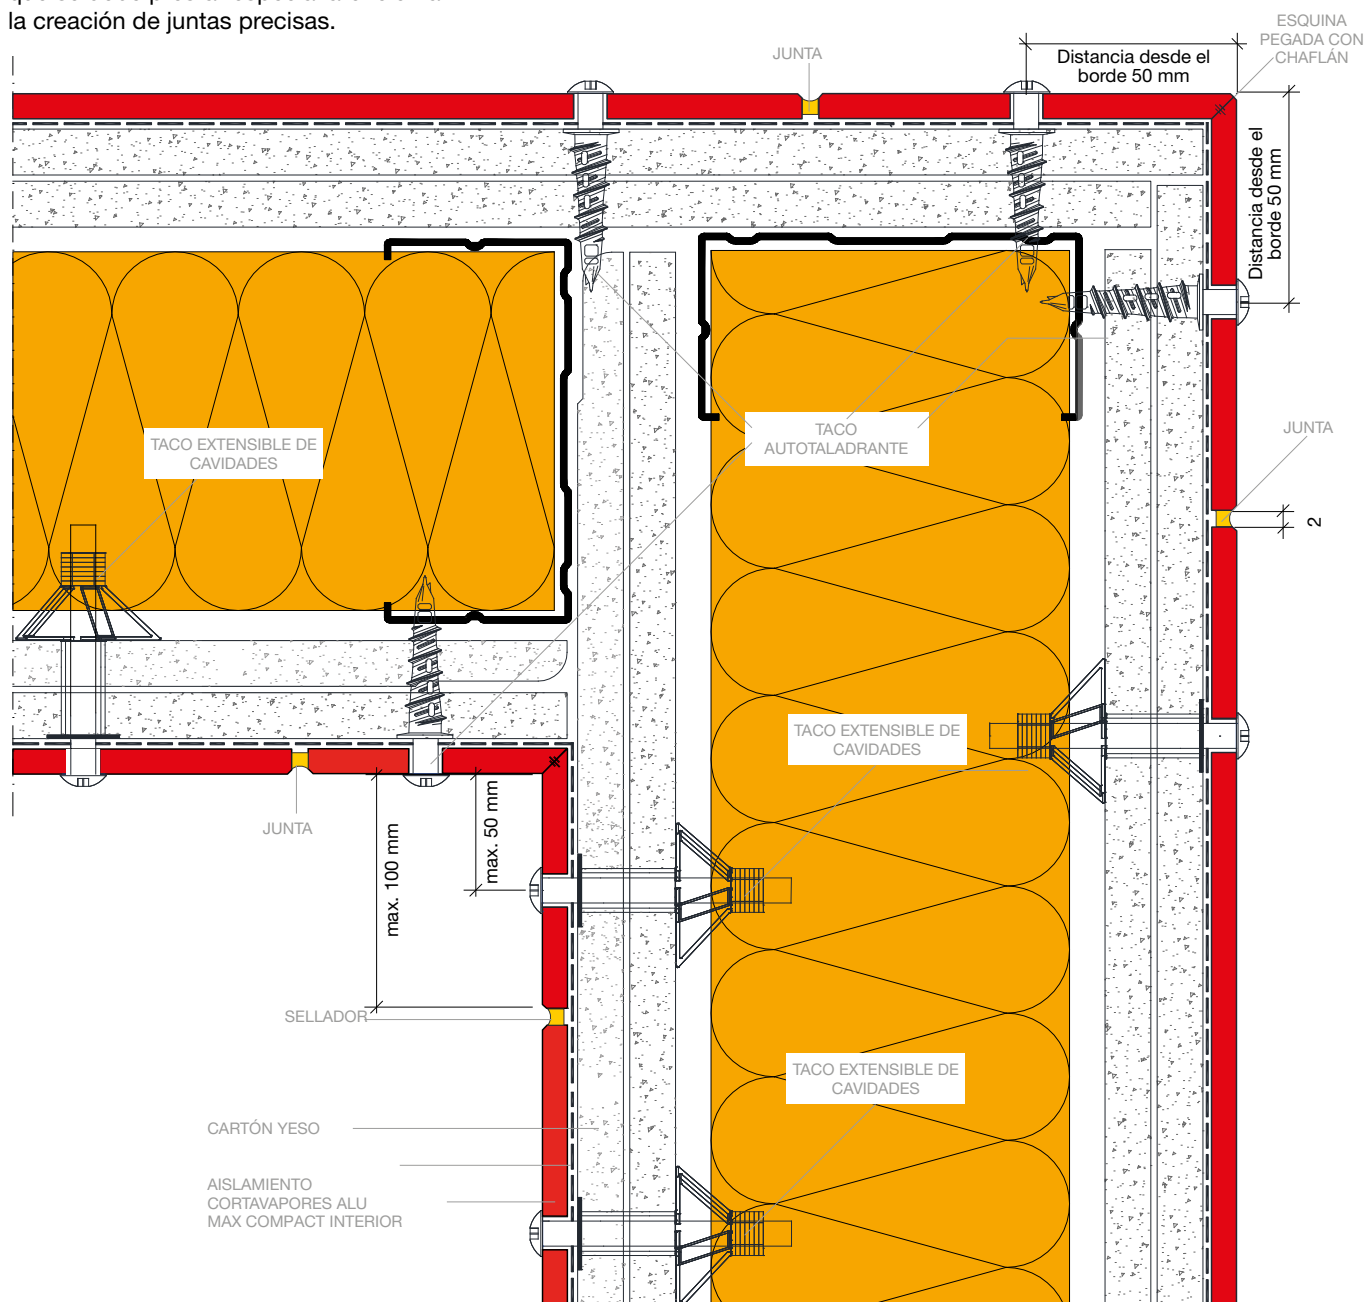 la creación de juntas precisas.
ESQUINA
PEGADA CON
CHAFLÁN
JUNTA
Distancia desde el
borde 50 mm
Distancia desde el
borde 50 mm
TACO EXTENSIBLE DE
CAVIDADES
TACO
AUTOTALADRANTE
JUNTA
2
TACO EXTENSIBLE DE
CAVIDADES
JUNTA
max. 100 mm
max. 50 mm
SELLADOR
TACO EXTENSIBLE DE
CAVIDADES
CARTÓN YESO
AISLAMIENTO
CORTAVAPORES ALU
MAX COMPACT INTERIOR